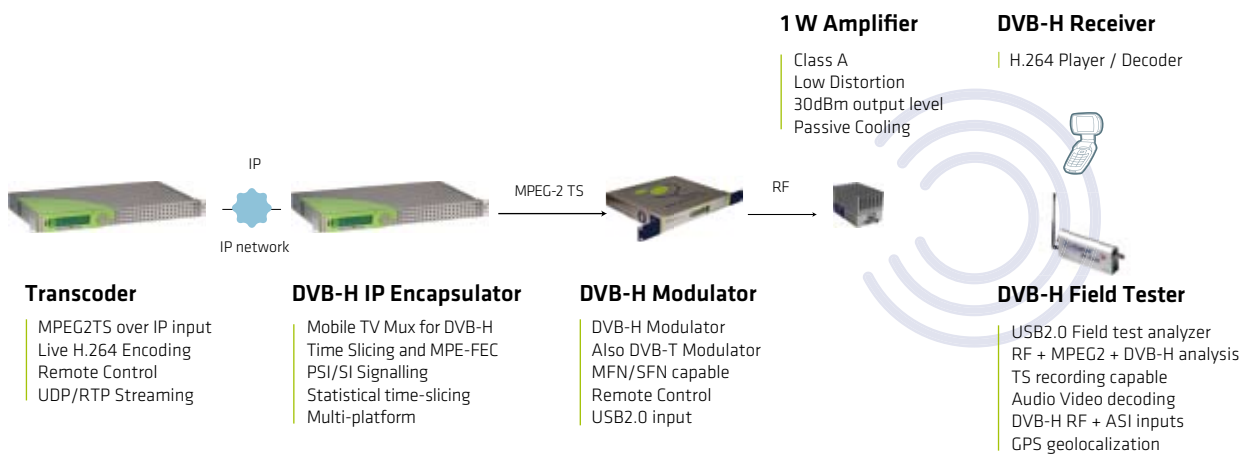 1 W Amplifier
Class A
Low Distortion
30dBm output level
Passive Cooling
DVB-H Receiver
H.264 Player / Decoder
IP
IP network
MPEG-2 TS
RF
Transcoder
MPEG2TS over IP input
Live H.264 Encoding
Remote Control
UDP/RTP Streaming
DVB-H IP Encapsulator
Mobile TV Mux for DVB-H
Time Slicing and MPE-FEC
PSI/SI Signalling
Statistical time-slicing
Multi-platform
DVB-H Modulator
DVB-H Modulator
Also DVB-T Modulator
MFN/SFN capable
Remote Control
USB2.0 input
DVB-H Field Tester
USB2.0 Field test analyzer
RF + MPEG2 + DVB-H analysis
TS recording capable
Audio Video decoding
DVB-H RF + ASI inputs
GPS geolocalization